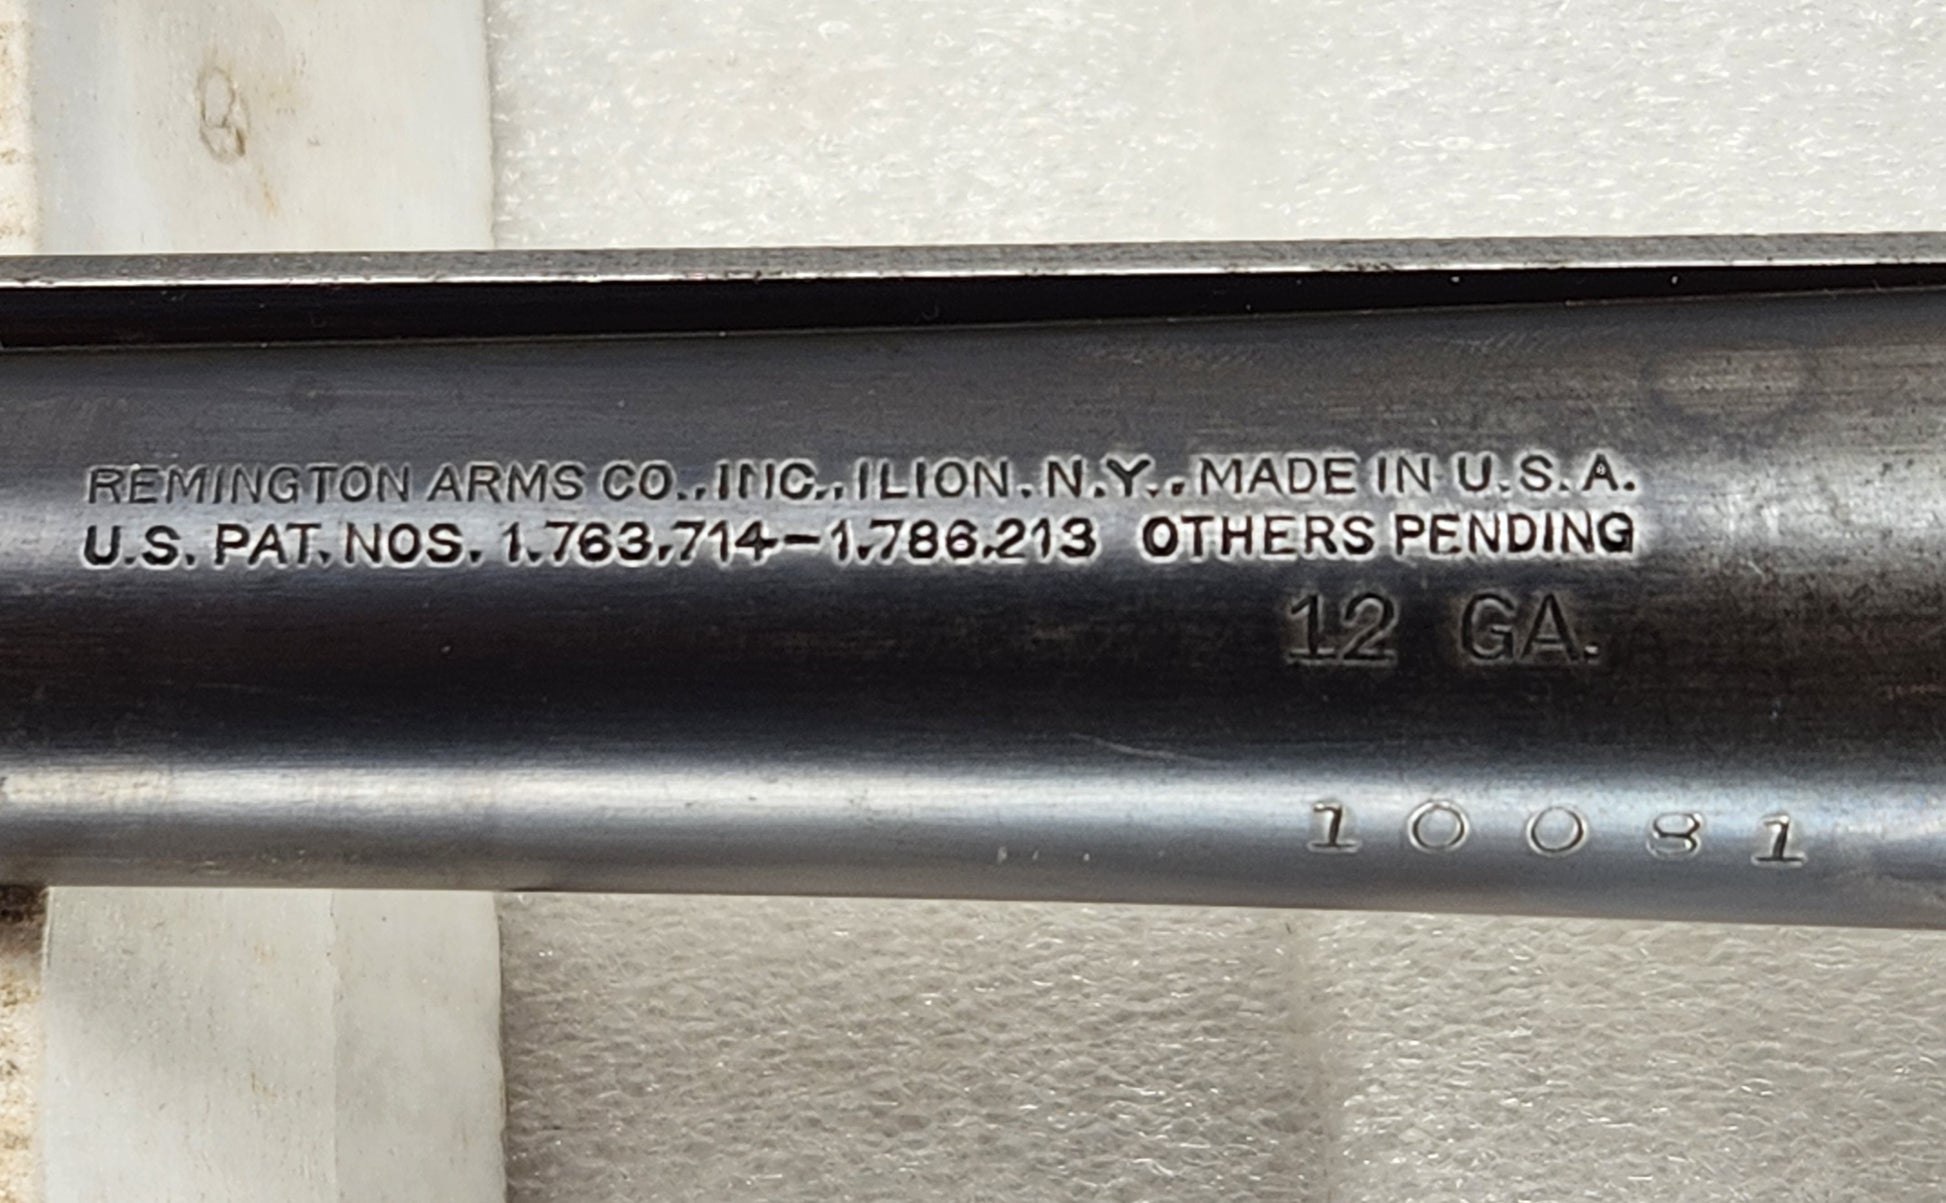 REMINGTON ARMS CO., INC., ILION, N.Y., MADE IN U.S.A.
U.S. PAT. NOS. 1,763,714-1,786,213 OTHERS PENDING
12 GA.
10081